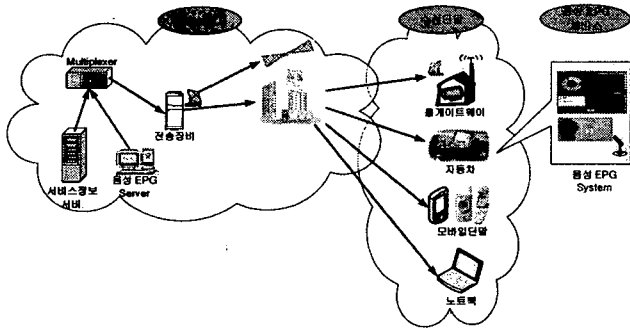 Multiplexer
전송장비
서비스정보
서버
음성 EPG
Server
홈게이트웨이
자동차
모바일단말
노트북
음성 EPG
System